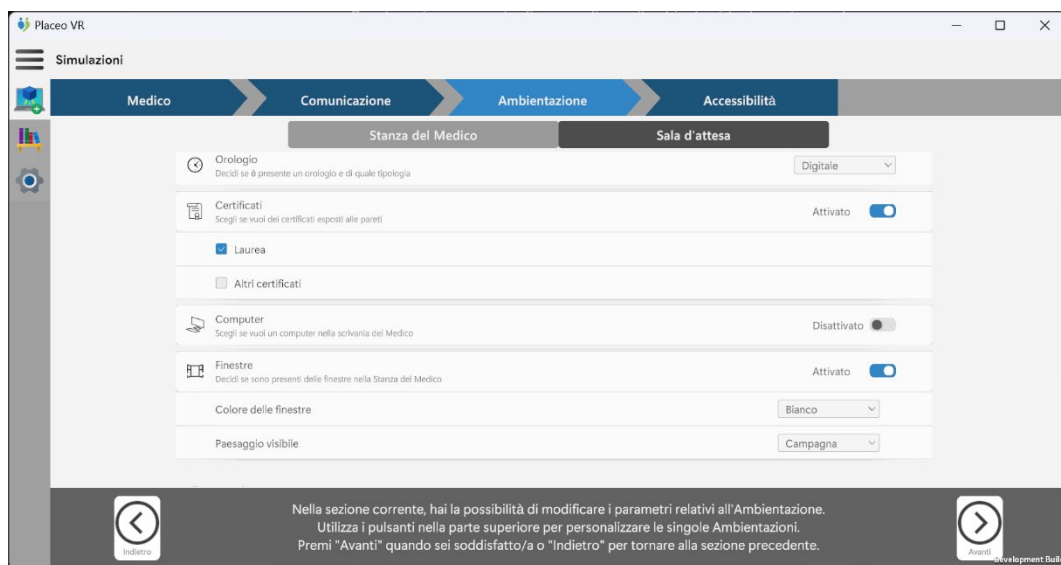 Placeo VR
Simulazioni
Medico
Comunicazione
Ambientazione
Accessibilità
Stanza del Medico
Sala d'attesa
Orologio
Decidi se è presente un orologio e di quale tipologia
Digitale
Certificati
Scegli se vuoi dei certificati esposti alle pareti
Attivato
Laurea
Altri certificati
Computer
Scegli se vuoi un computer nella scrivania del Medico
Disattivato
Finestre
Decidi se sono presenti delle finestre nella Stanza del Medico
Attivato
Colore delle finestre
Bianco
Paesaggio visibile
Campagna
Indietro
Nella sezione corrente, hai la possibilità di modificare i parametri relativi all'Ambientazione.
Utilizza i pulsanti nella parte superiore per personalizzare le singole Ambientazioni.
Premi "Avanti" quando sei soddisfatto/a o "Indietro" per tornare alla sezione precedente.
Avanti
Development Build